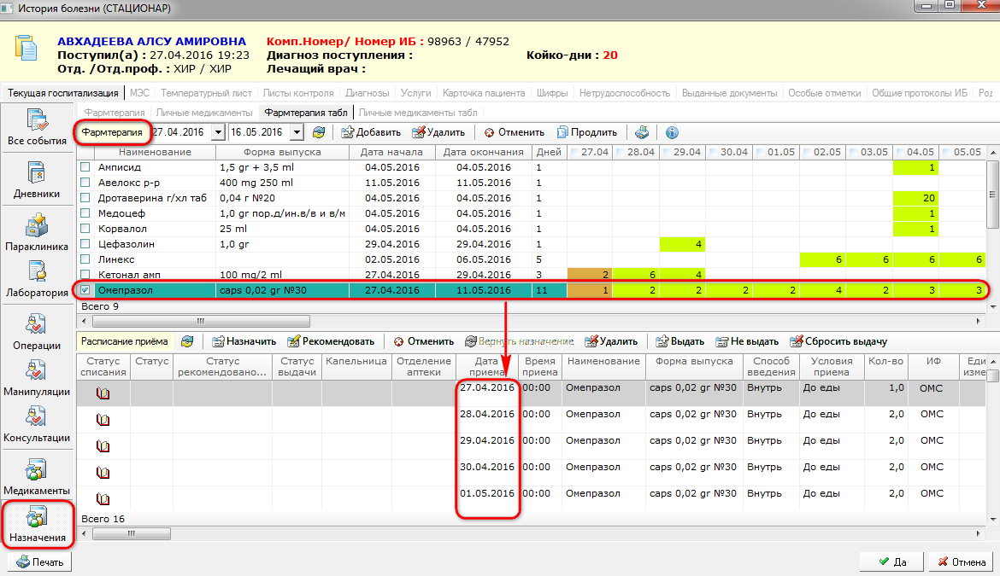 История болезни (СТАЦИОНАР)
АВХАДЕЕВА АЛСУ АМИРОВНА Комп.Номер/ Номер ИБ : 98963 / 47952
Поступил(а) : 27.04.2016 19:23 Диагноз поступления : Койко-дни : 20
Отд. /Отд.проф. : ХИР / ХИР Лечащий врач :
Текущая госпитализация МЭС Температурный лист Листы контроля Диагнозы Услуги Карточка пациента Шифры Нетрудоспособность Выданные документы Особые отметки Общие протоколы ИБ Род
Фармтерапия Личные медикаменты Фармтерапия табл Личные медикаменты табл
Фармтерапия 27.04.2016 16.05.2016 Добавить Удалить Отменить Продлить
Наименование Форма выпуска Дата начала Дата окончания Дней 27.04 28.04 29.04 30.04 01.05 02.05 03.05 04.05 05.05
Амписид 1,5 gr + 3,5 ml 04.05.2016 04.05.2016 1 1
Авелокс р-р 400 mg 250 ml 11.05.2016 11.05.2016 1
Дротаверина г/хл таб 0,04 г №20 04.05.2016 04.05.2016 1 20
Медоцеф 1,0 gr пор.д/ин.в/в и в/м 04.05.2016 04.05.2016 1 1
Корвалол 25 ml 04.05.2016 04.05.2016 1 1
Цефазолин 1,0 gr 29.04.2016 29.04.2016 1 4
Линекс 02.05.2016 06.05.2016 5 6 6 6 6
Кетонал амп 100 mg/2 ml 27.04.2016 29.04.2016 3 2 6 4
Омепразол caps 0,02 gr №30 27.04.2016 11.05.2016 11 1 2 2 2 2 4 2 3 3
Всего 9
Расписание приёма Назначить Рекомендовать Отменить Вернуть назначение Удалить Выдать Не выдать Сбросить выдачу
Статус списания Статус Статус рекомендовано... Статус выдачи Капельница Отделение аптеки Дата приема Время приема Наименование Форма выпуска Способ введения Условия приема Кол-во ИФ Еди изме
27.04.2016 00:00 Омепразол caps 0,02 gr №30 Внутрь До еды 1,0 ОМС
28.04.2016 00:00 Омепразол caps 0,02 gr №30 Внутрь До еды 2,0 ОМС
29.04.2016 00:00 Омепразол caps 0,02 gr №30 Внутрь До еды 2,0 ОМС
30.04.2016 00:00 Омепразол caps 0,02 gr №30 Внутрь До еды 2,0 ОМС
01.05.2016 00:00 Омепразол caps 0,02 gr №30 Внутрь До еды 2,0 ОМС
Всего 16
Все события
Дневники
Параклиника
Лаборатория
Операции
Манипуляции
Консультации
Медикаменты
Назначения
Печать Да Отмена